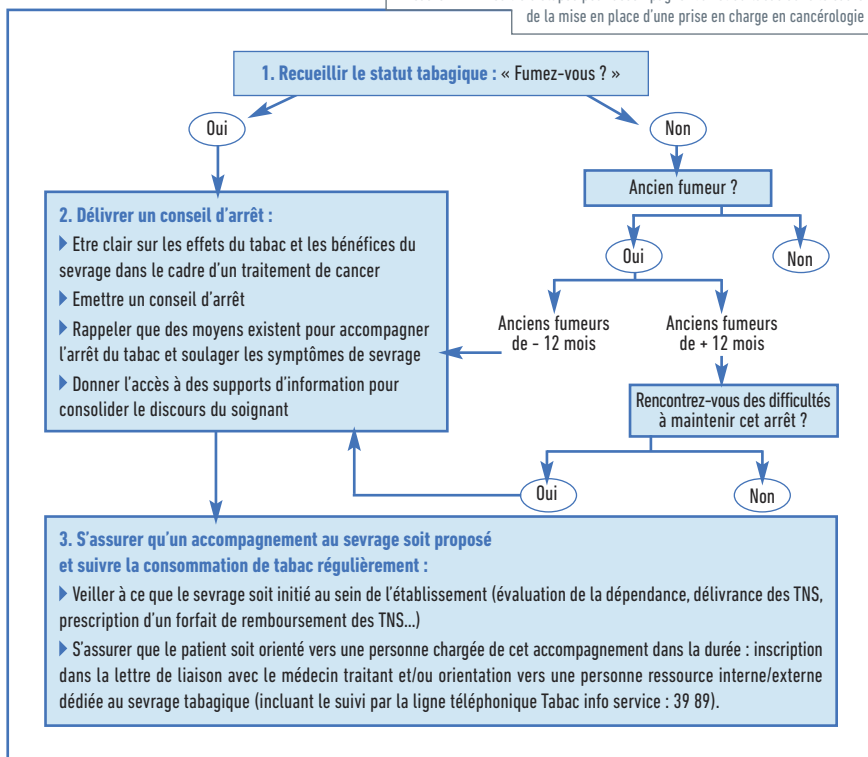 de la mise en place d'une prise en charge en cancérologie
1. Recueillir le statut tabagique : « Fumez-vous ? »
Oui
Non
Ancien fumeur ?
Oui
Non
Anciens fumeurs
de - 12 mois
Anciens fumeurs
de + 12 mois
Rencontrez-vous des difficultés
à maintenir cet arrêt ?
Oui
Non
2. Délivrer un conseil d'arrêt :
Etre clair sur les effets du tabac et les bénéfices du
sevrage dans le cadre d'un traitement de cancer
Emettre un conseil d'arrêt
Rappeler que des moyens existent pour accompagner
l'arrêt du tabac et soulager les symptômes de sevrage
Donner l'accès à des supports d'information pour
consolider le discours du soignant
3. S'assurer qu'un accompagnement au sevrage soit proposé
et suivre la consommation de tabac régulièrement :
Veiller à ce que le sevrage soit initié au sein de l'établissement (évaluation de la dépendance, délivrance des TNS,
prescription d'un forfait de remboursement des TNS...)
S'assurer que le patient soit orienté vers une personne chargée de cet accompagnement dans la durée : inscription
dans la lettre de liaison avec le médecin traitant et/ou orientation vers une personne ressource interne/externe
dédiée au sevrage tabagique (incluant le suivi par la ligne téléphonique Tabac info service : 39 89).